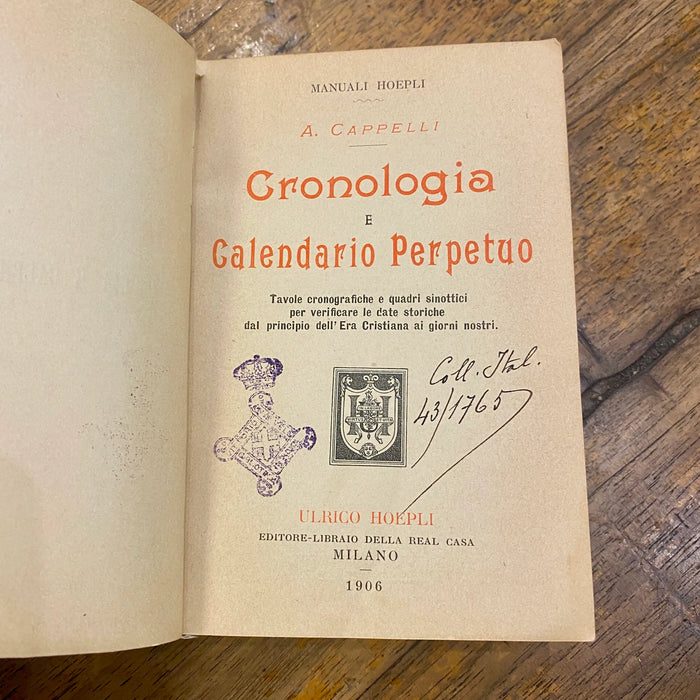 MANUALI HOEPLI
A. CAPPELLI
Cronologia
E
Calendario Perpetuo
Tavole cronografiche e quadri sinottici
per verificare le date storiche
dal principio dell'Era Cristiana ai giorni nostri.
Coll. Ital.
43/1765
ULRICO HOEPLI
EDITORE-LIBRAIO DELLA REAL CASA
MILANO
1906